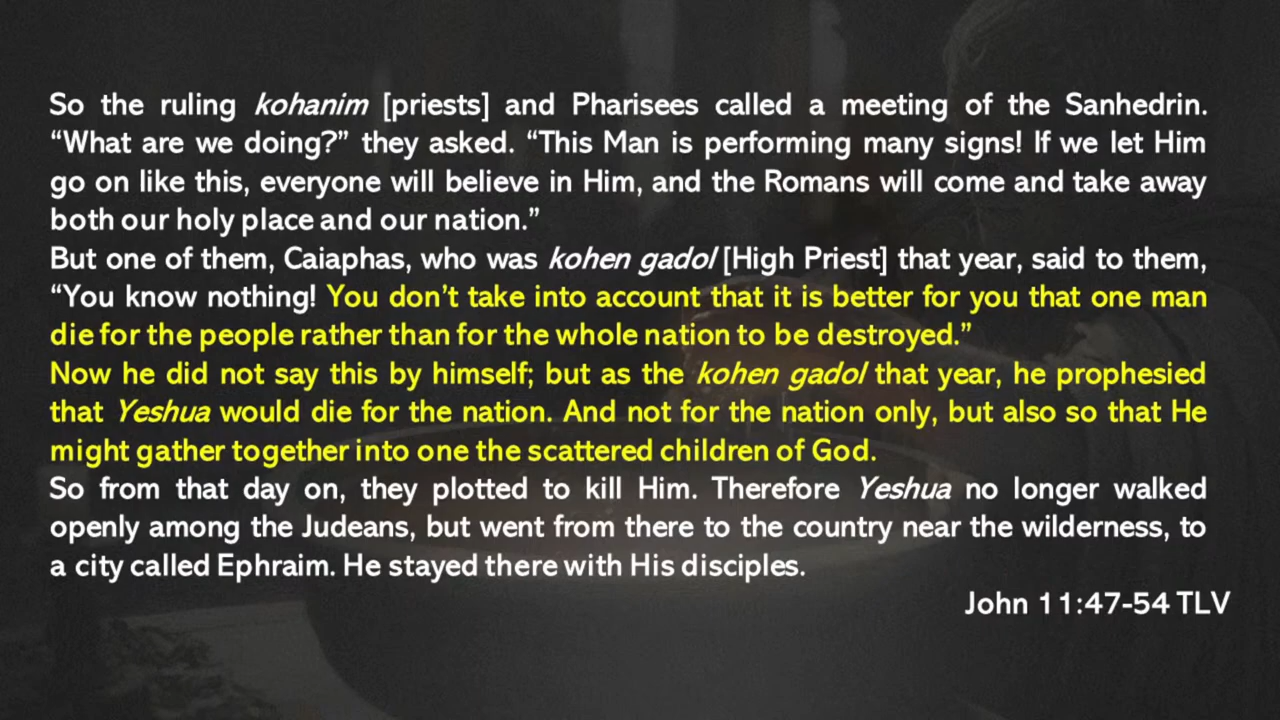 So the ruling kohanim [priests] and Pharisees called a meeting of the Sanhedrin.
“What are we doing?” they asked. “This Man is performing many signs! If we let Him
go on like this, everyone will believe in Him, and the Romans will come and take away
both our holy place and our nation.”
But one of them, Caiaphas, who was kohen gadol [High Priest] that year, said to them,
“You know nothing! You don’t take into account that it is better for you that one man
die for the people rather than for the whole nation to be destroyed.”
Now he did not say this by himself; but as the kohen gadol that year, he prophesied
that Yeshua would die for the nation. And not for the nation only, but also so that He
might gather together into one the scattered children of God.
So from that day on, they plotted to kill Him. Therefore Yeshua no longer walked
openly among the Judeans, but went from there to the country near the wilderness, to
a city called Ephraim. He stayed there with His disciples.
John 11:47-54 TLV